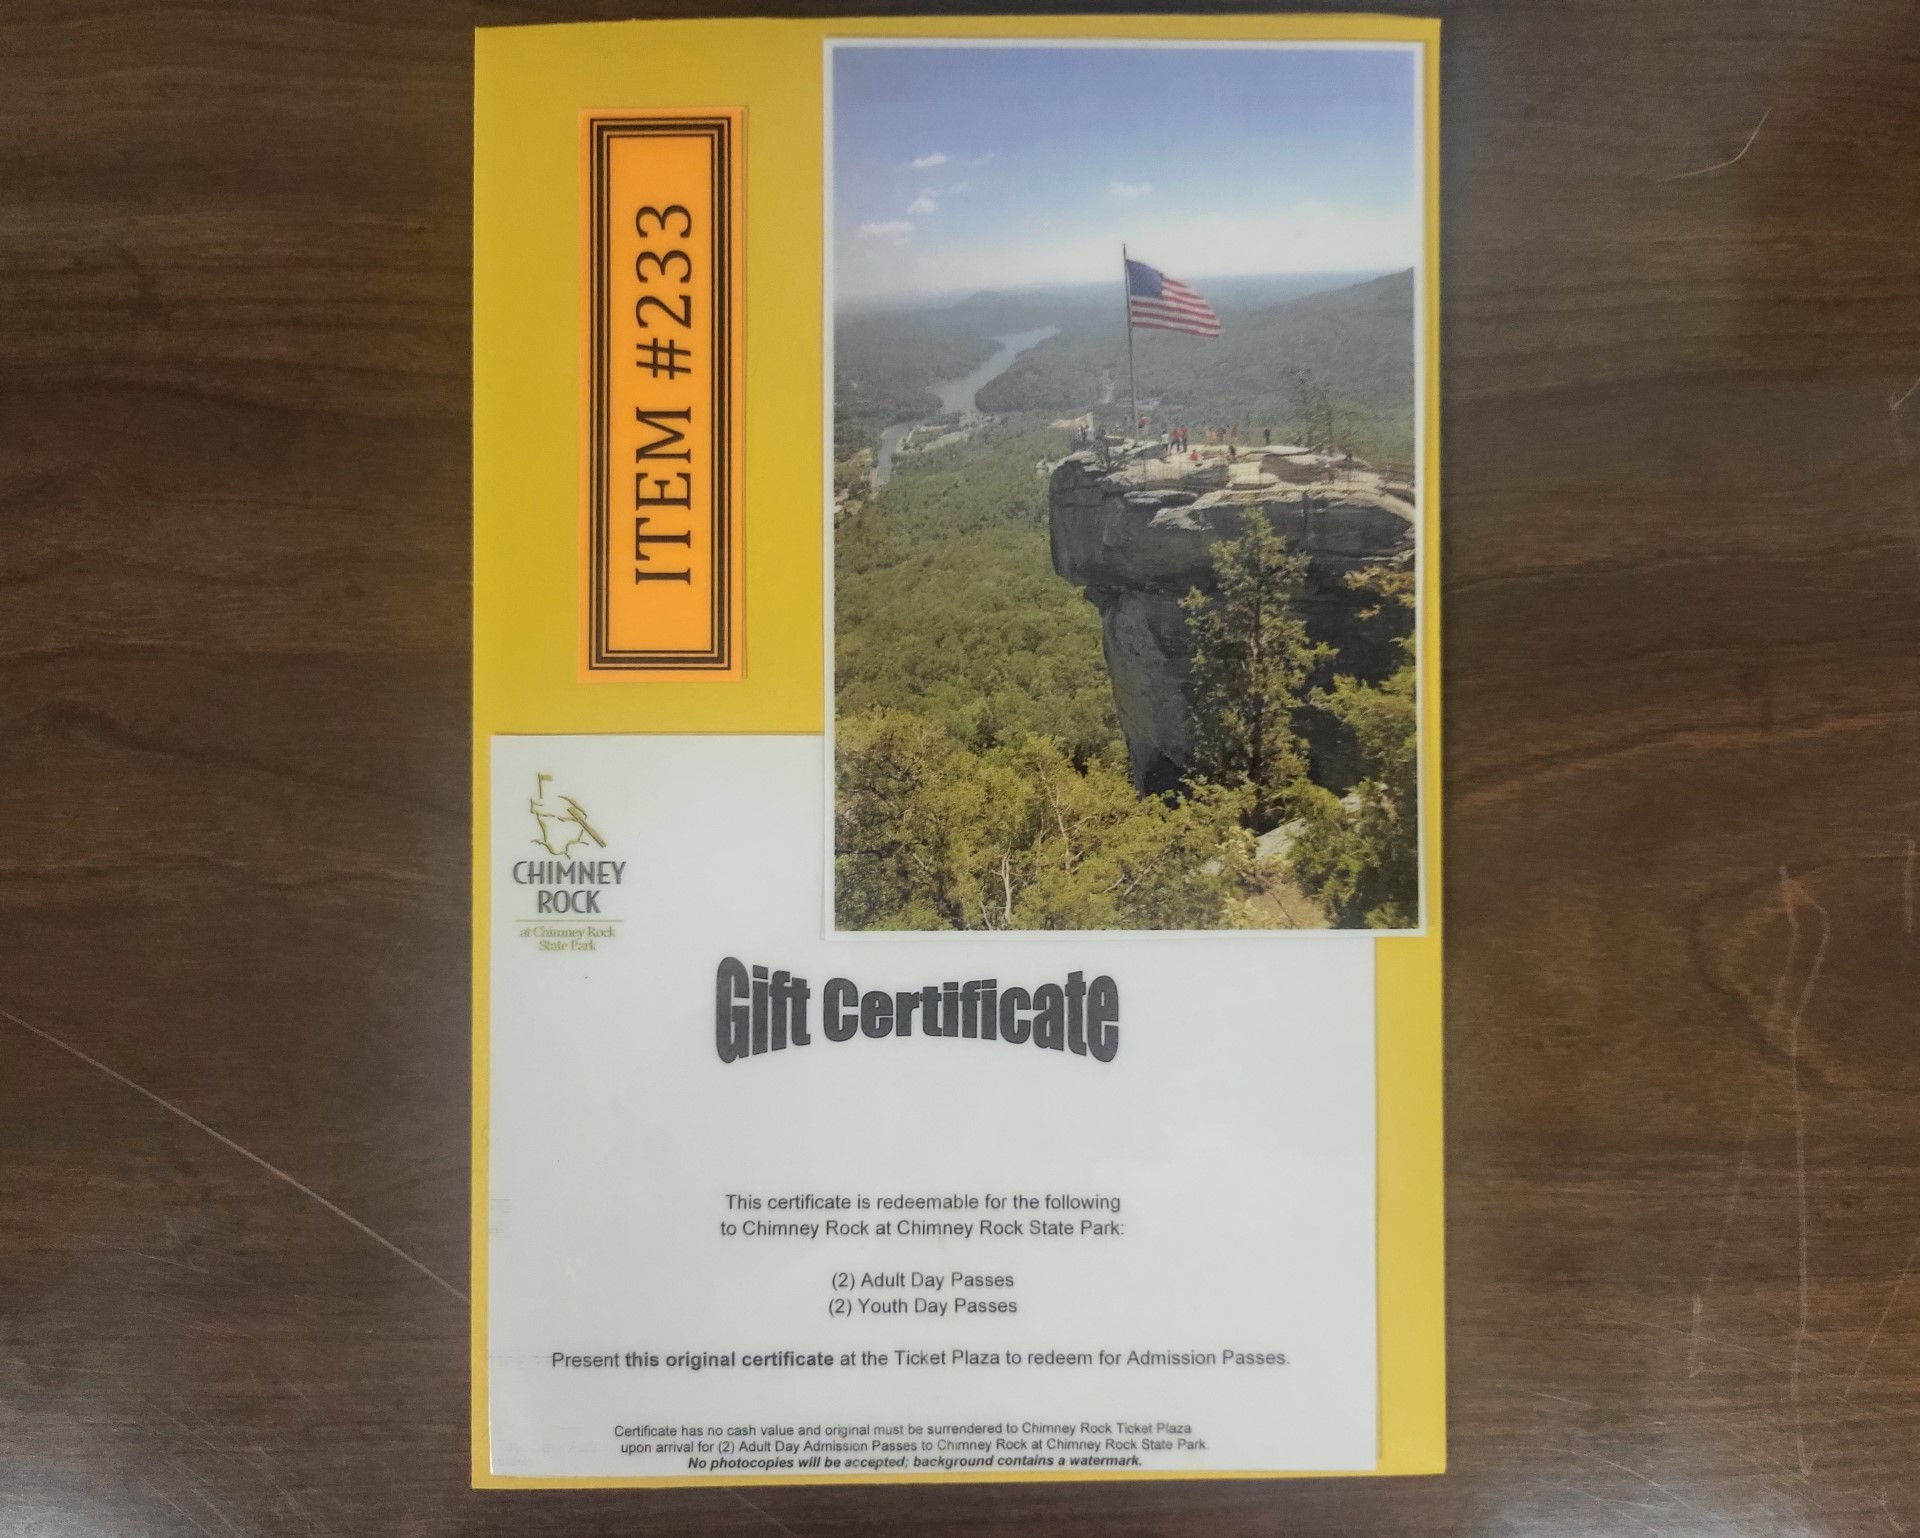 ITEM #233
CHIMNEY
ROCK
at Chimney Rock
State Park
Gift Certificate
This certificate is redeemable for the following
to Chimney Rock at Chimney Rock State Park:
(2) Adult Day Passes
(2) Youth Day Passes
Present this original certificate at the Ticket Plaza to redeem for Admission Passes.
Certificate has no cash value and original must be surrendered to Chimney Rock Ticket Plaza
upon arrival for (2) Adult Day Admission Passes to Chimney Rock at Chimney Rock State Park.
No photocopies will be accepted; background contains a watermark.